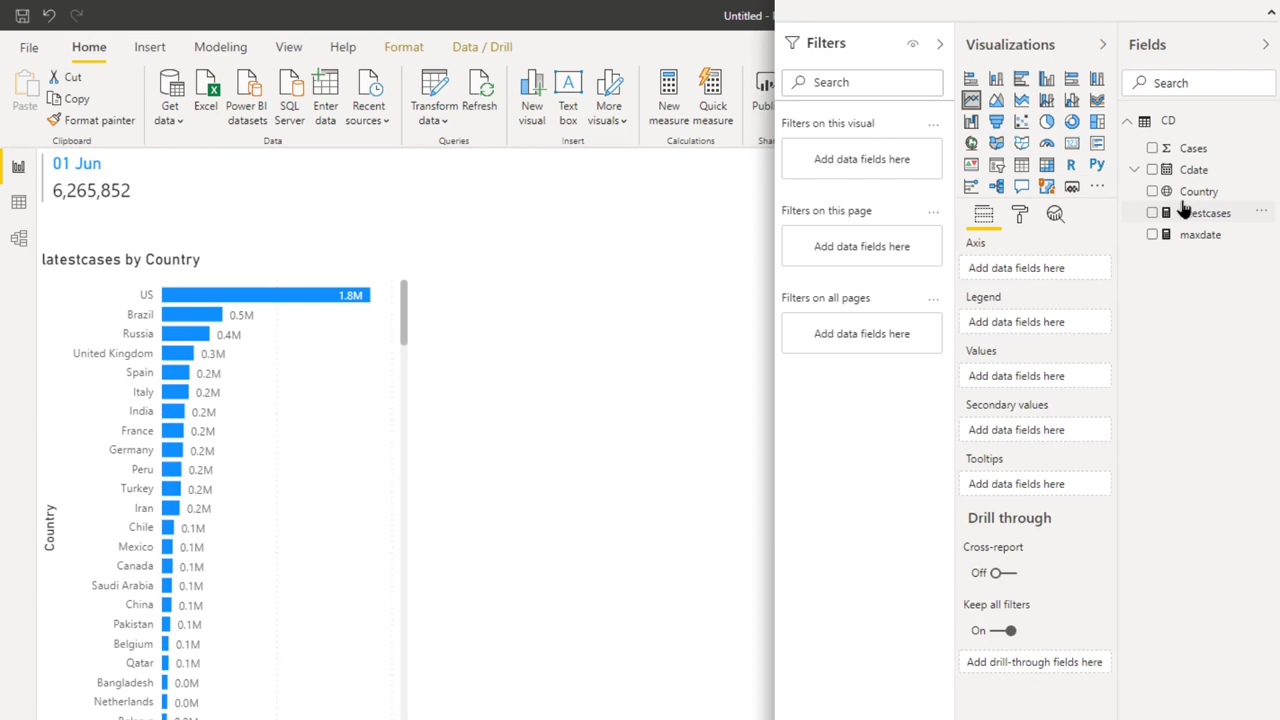 Untitled -
File Home Insert Modeling View Help Format Data / Drill
Paste
Cut
Copy
Format painter
Clipboard
Get data
Excel
Power BI datasets
SQL Server
Enter data
Recent sources
Data
Transform data
Refresh
Queries
New visual
Text box
More visuals
Insert
New measure
Quick measure
Calculations
01 Jun
6,265,852
latestcases by Country
Country
US 1.8M
Brazil 0.5M
Russia 0.4M
United Kingdom 0.3M
Spain 0.2M
Italy 0.2M
India 0.2M
France 0.2M
Germany 0.2M
Peru 0.2M
Turkey 0.2M
Iran 0.2M
Chile 0.1M
Mexico 0.1M
Canada 0.1M
Saudi Arabia 0.1M
China 0.1M
Pakistan 0.1M
Belgium 0.1M
Qatar 0.1M
Bangladesh 0.0M
Netherlands 0.0M
Filters
Search
Filters on this visual
Add data fields here
Filters on this page
Add data fields here
Filters on all pages
Add data fields here
Visualizations
R
Py
Axis
Add data fields here
Legend
Add data fields here
Values
Add data fields here
Secondary values
Add data fields here
Tooltips
Add data fields here
Drill through
Cross-report
Off
Keep all filters
On
Add drill-through fields here
Fields
Search
CD
Cases
Cdate
Country
maxdate